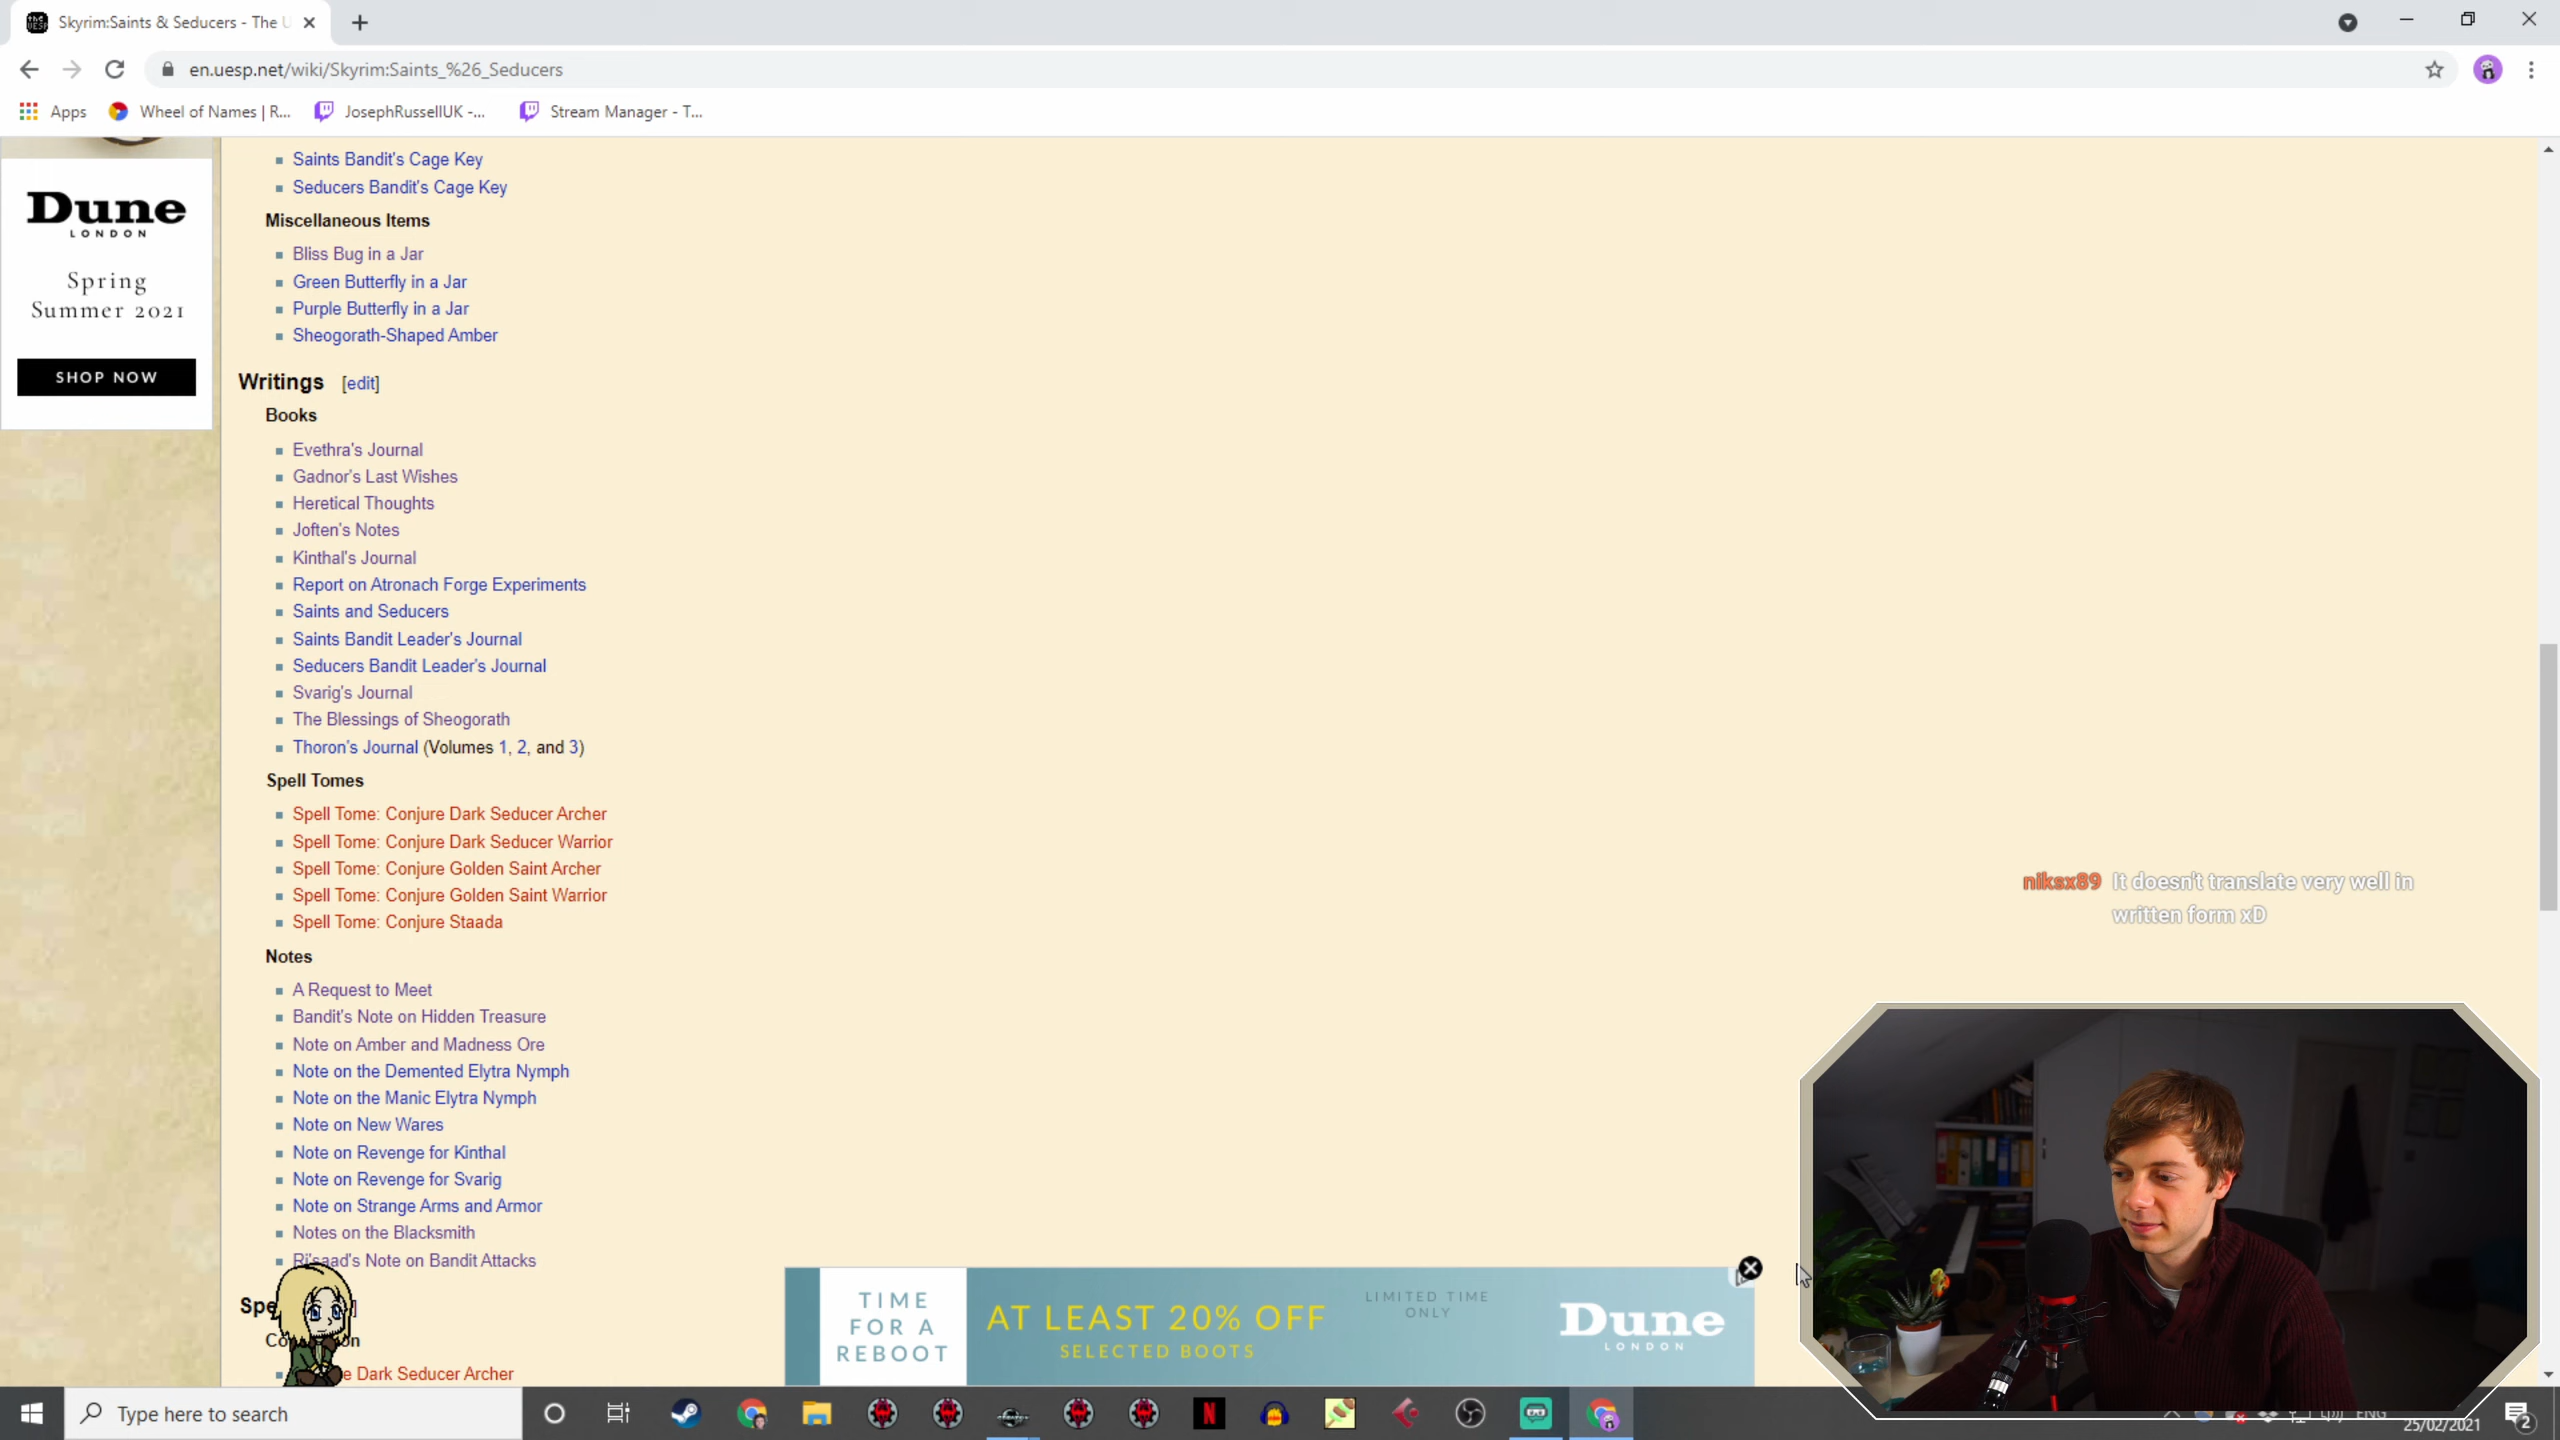 Skyrim:Saints & Seducers - The U
en.uesp.net/wiki/Skyrim:Saints_%26_Seducers
Apps
Wheel of Names | R...
JosephRussellUK -...
Stream Manager - T...
Dune
LONDON
Spring
Summer 2021
SHOP NOW
Saints Bandit's Cage Key
Seducers Bandit's Cage Key
Miscellaneous Items
Bliss Bug in a Jar
Green Butterfly in a Jar
Purple Butterfly in a Jar
Sheogorath-Shaped Amber
Writings [edit]
Books
Evethra's Journal
Gadnor's Last Wishes
Heretical Thoughts
Joften's Notes
Kinthal's Journal
Report on Atronach Forge Experiments
Saints and Seducers
Saints Bandit Leader's Journal
Seducers Bandit Leader's Journal
Svarig's Journal
The Blessings of Sheogorath
Thoron's Journal (Volumes 1, 2, and 3)
Spell Tomes
Spell Tome: Conjure Dark Seducer Archer
Spell Tome: Conjure Dark Seducer Warrior
Spell Tome: Conjure Golden Saint Archer
Spell Tome: Conjure Golden Saint Warrior
Spell Tome: Conjure Staada
Notes
A Request to Meet
Bandit's Note on Hidden Treasure
Note on Amber and Madness Ore
Note on the Demented Elytra Nymph
Note on the Manic Elytra Nymph
Note on New Wares
Note on Revenge for Kinthal
Note on Revenge for Svarig
Note on Strange Arms and Armor
Notes on the Blacksmith
Ri'saad's Note on Bandit Attacks
Dark Seducer Archer
niksx89 It doesn't translate very well in
written form xD
TIME
FOR A
REBOOT
AT LEAST 20% OFF
SELECTED BOOTS
LIMITED TIME
ONLY
Dune
LONDON
Type here to search
ENG
25/02/2021
2